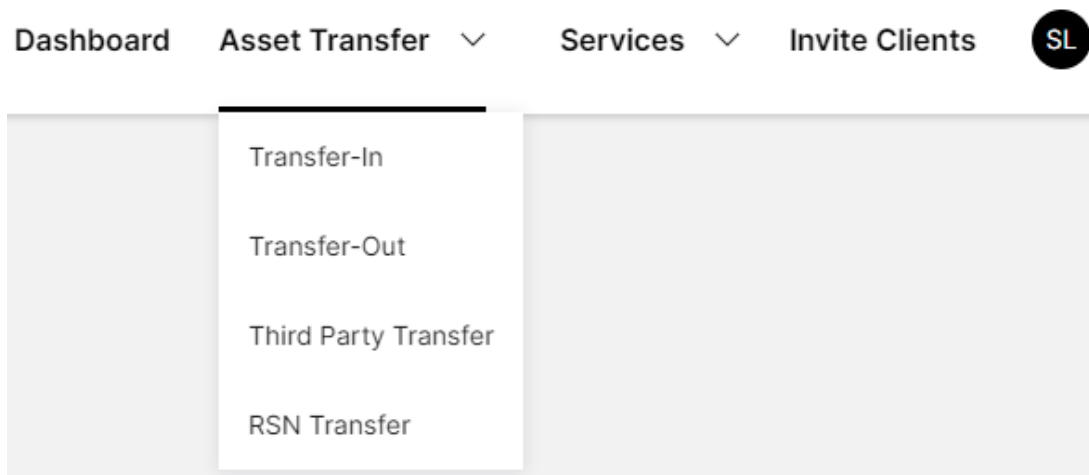 Dashboard Asset Transfer Services Invite Clients SL
Transfer-In
Transfer-Out
Third Party Transfer
RSN Transfer